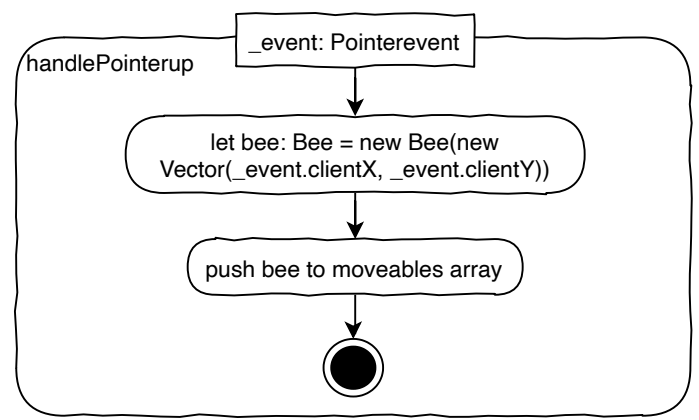 _event: Pointerevent
handlePointerup
let bee: Bee = new Bee(new
Vector(_event.clientX, _event.clientY))
push bee to moveables array